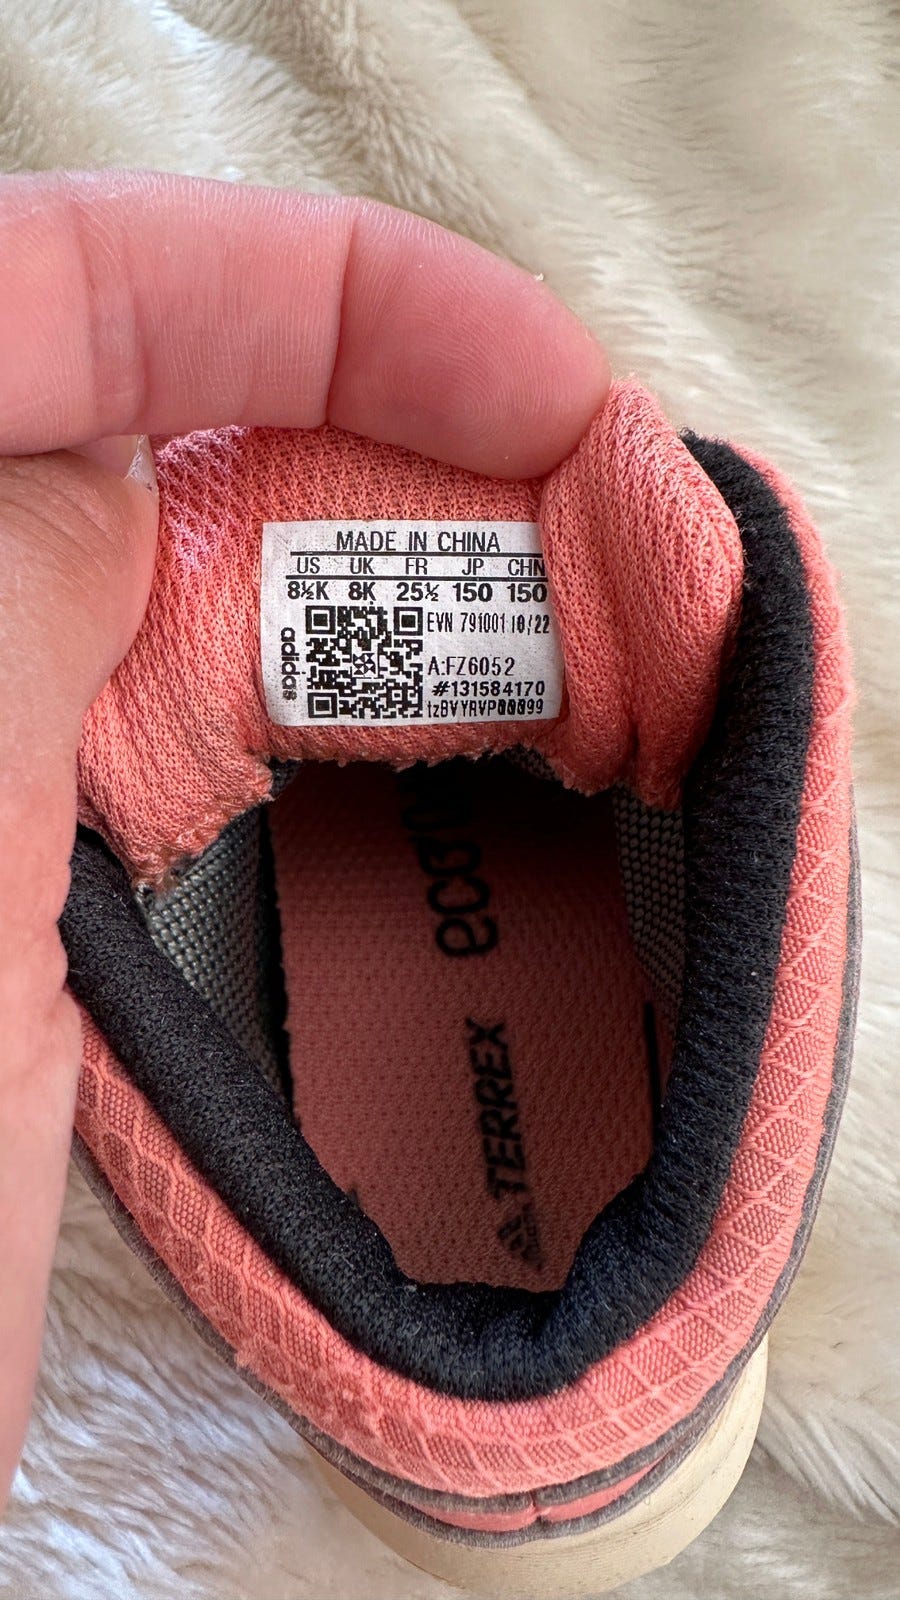 MADE IN CHINA
US UK FR JP CHN
8½K 8K 25½ 150 150
EVN 791001 10/22
adidas
A:FZ6052
#131584170
TERREX